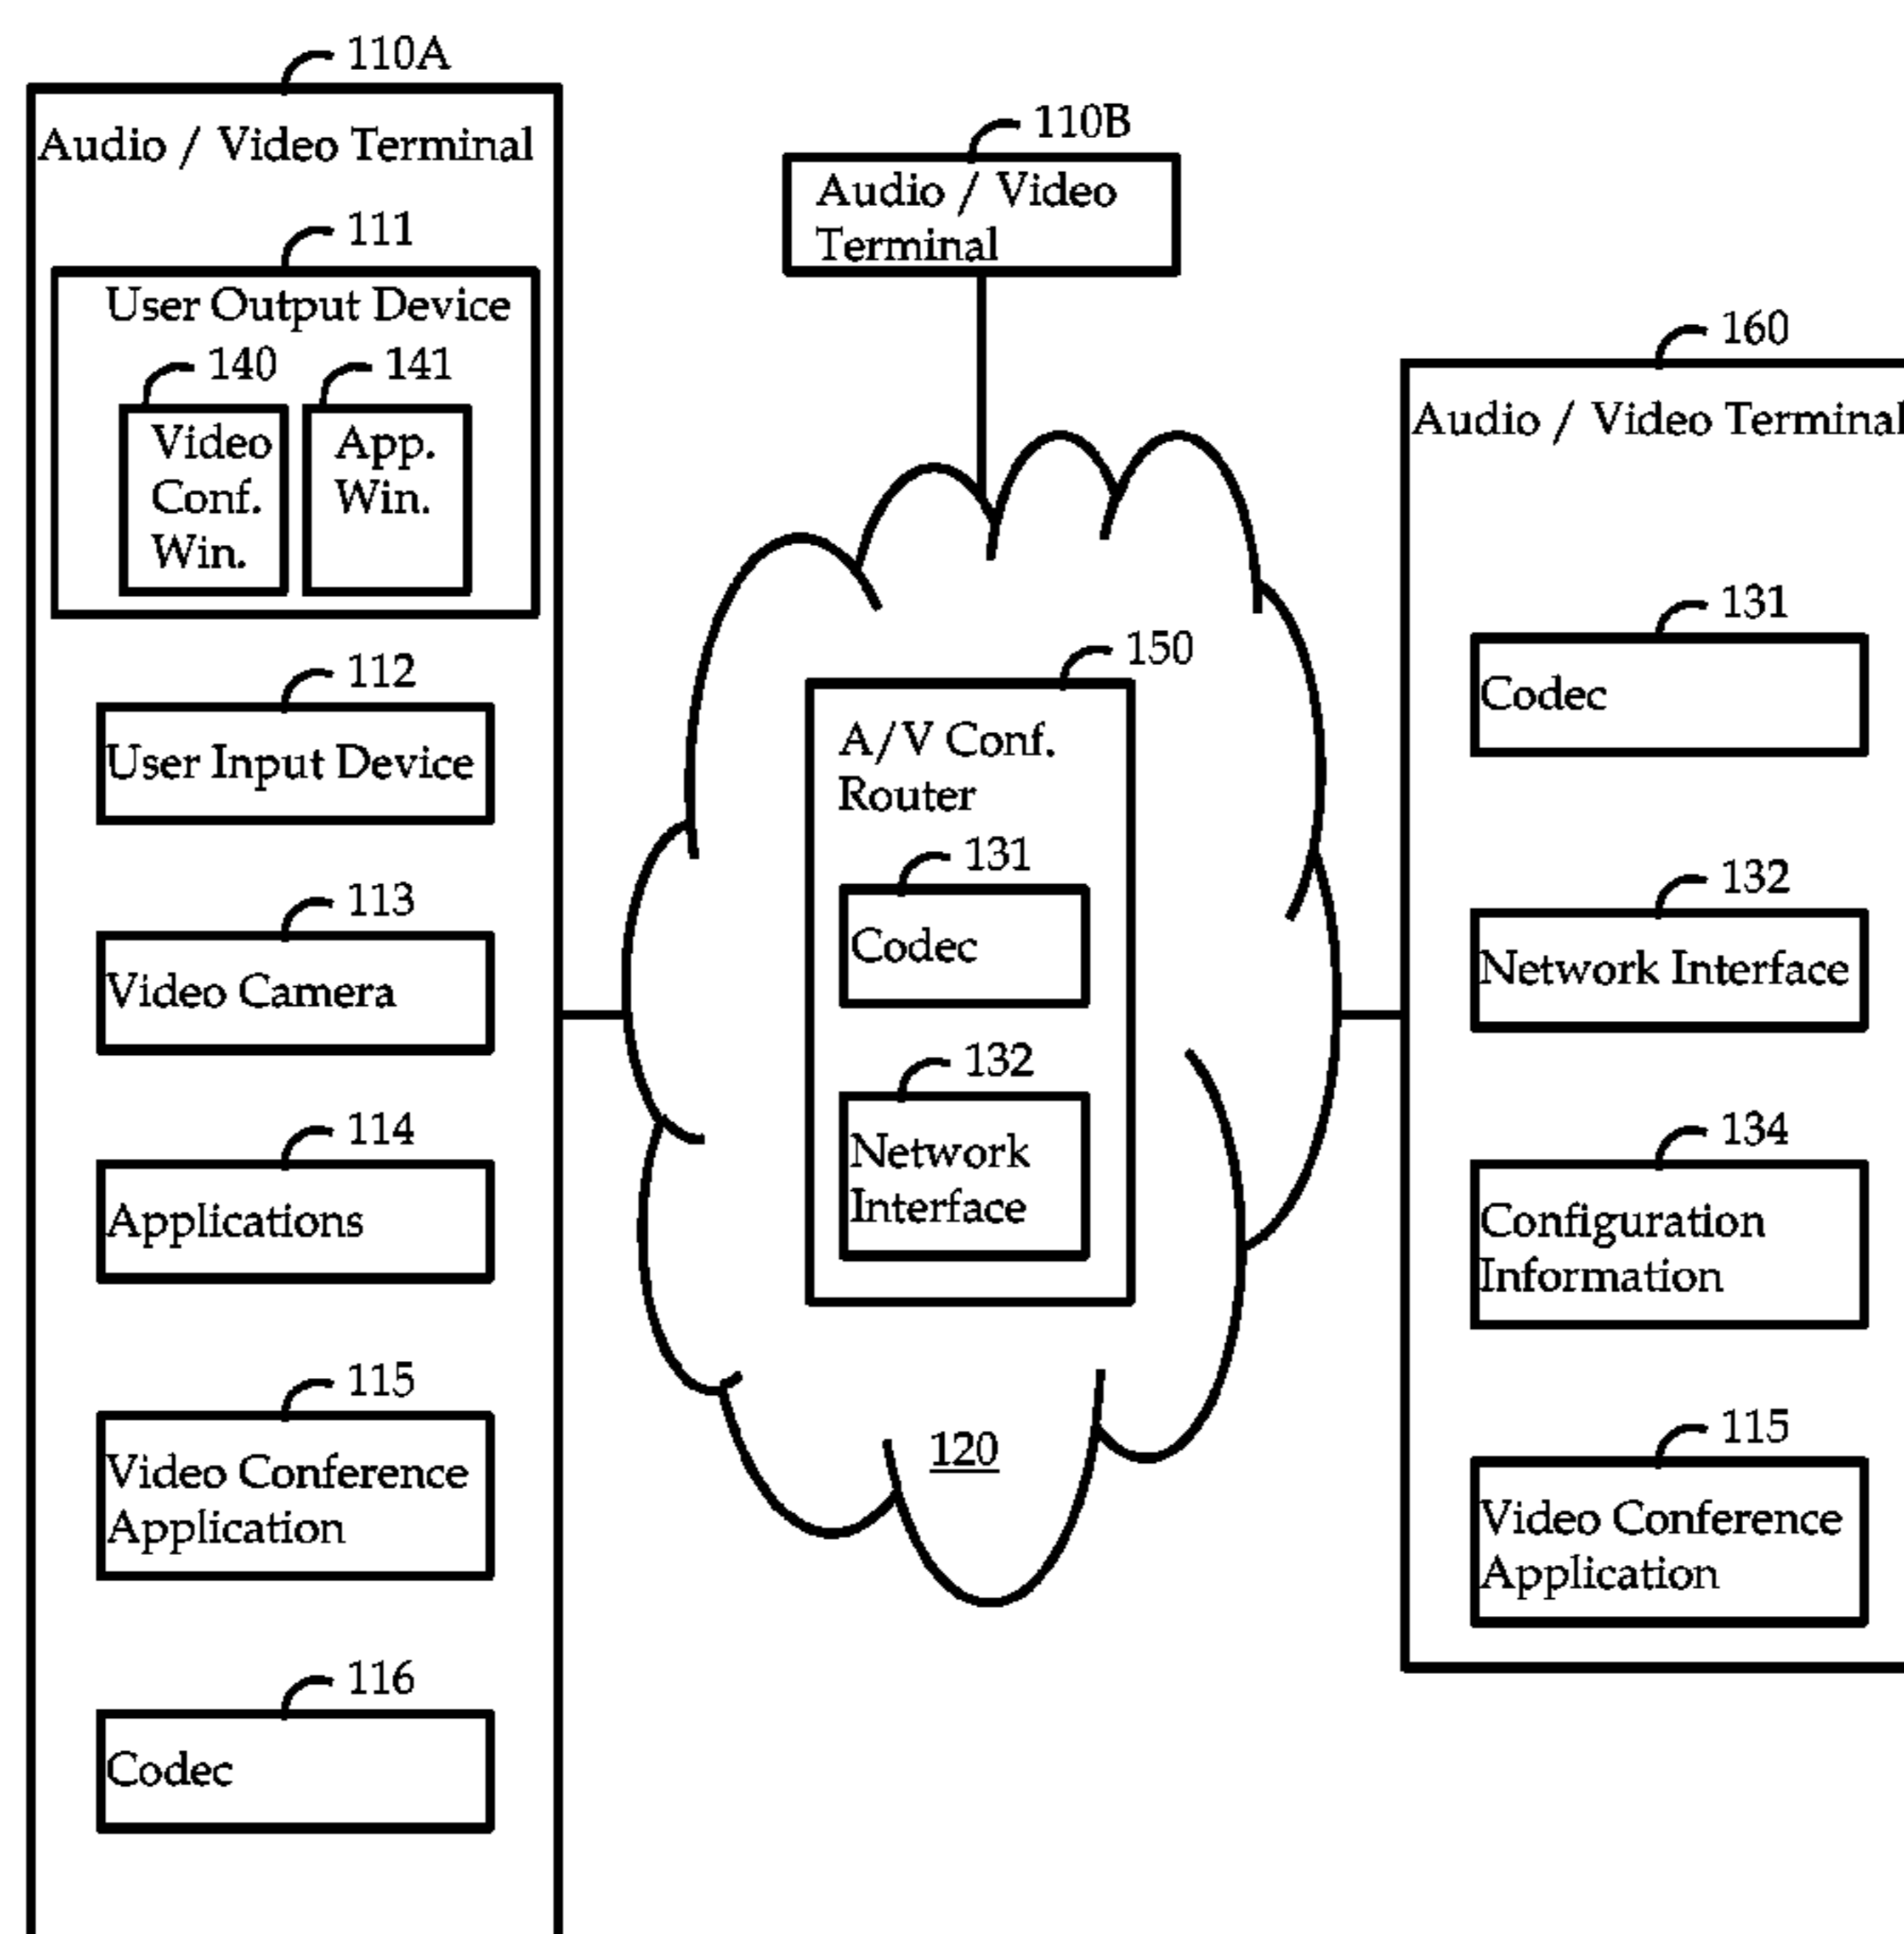 110A
Audio / Video Terminal
111
User Output Device
140
141
Video
Conf.
Win.
App.
Win.
112
User Input Device
113
Video Camera
114
Applications
115
Video Conference
Application
116
Codec
110B
Audio / Video
Terminal
150
A/V Conf.
Router
131
Codec
132
Network
Interface
120
160
Audio / Video Terminal
131
Codec
132
Network Interface
134
Configuration
Information
115
Video Conference
Application